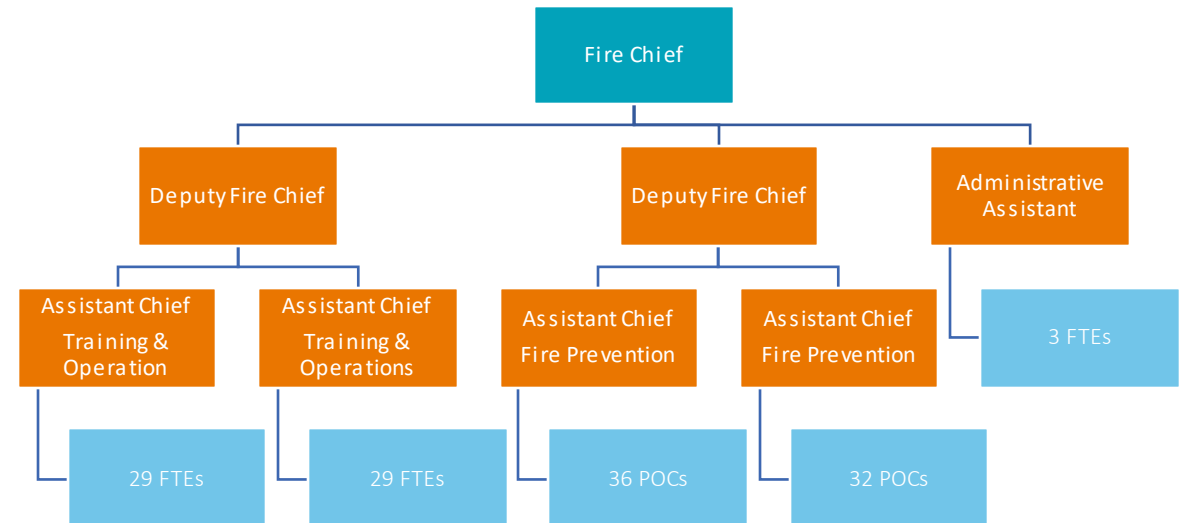 Fire Chief
Deputy Fire Chief
Deputy Fire Chief
Administrative
Assistant
Assistant Chief
Training &
Operation
Assistant Chief
Training &
Operations
Assistant Chief
Fire Prevention
Assistant Chief
Fire Prevention
3 FTEs
29 FTEs
29 FTEs
36 POCs
32 POCs